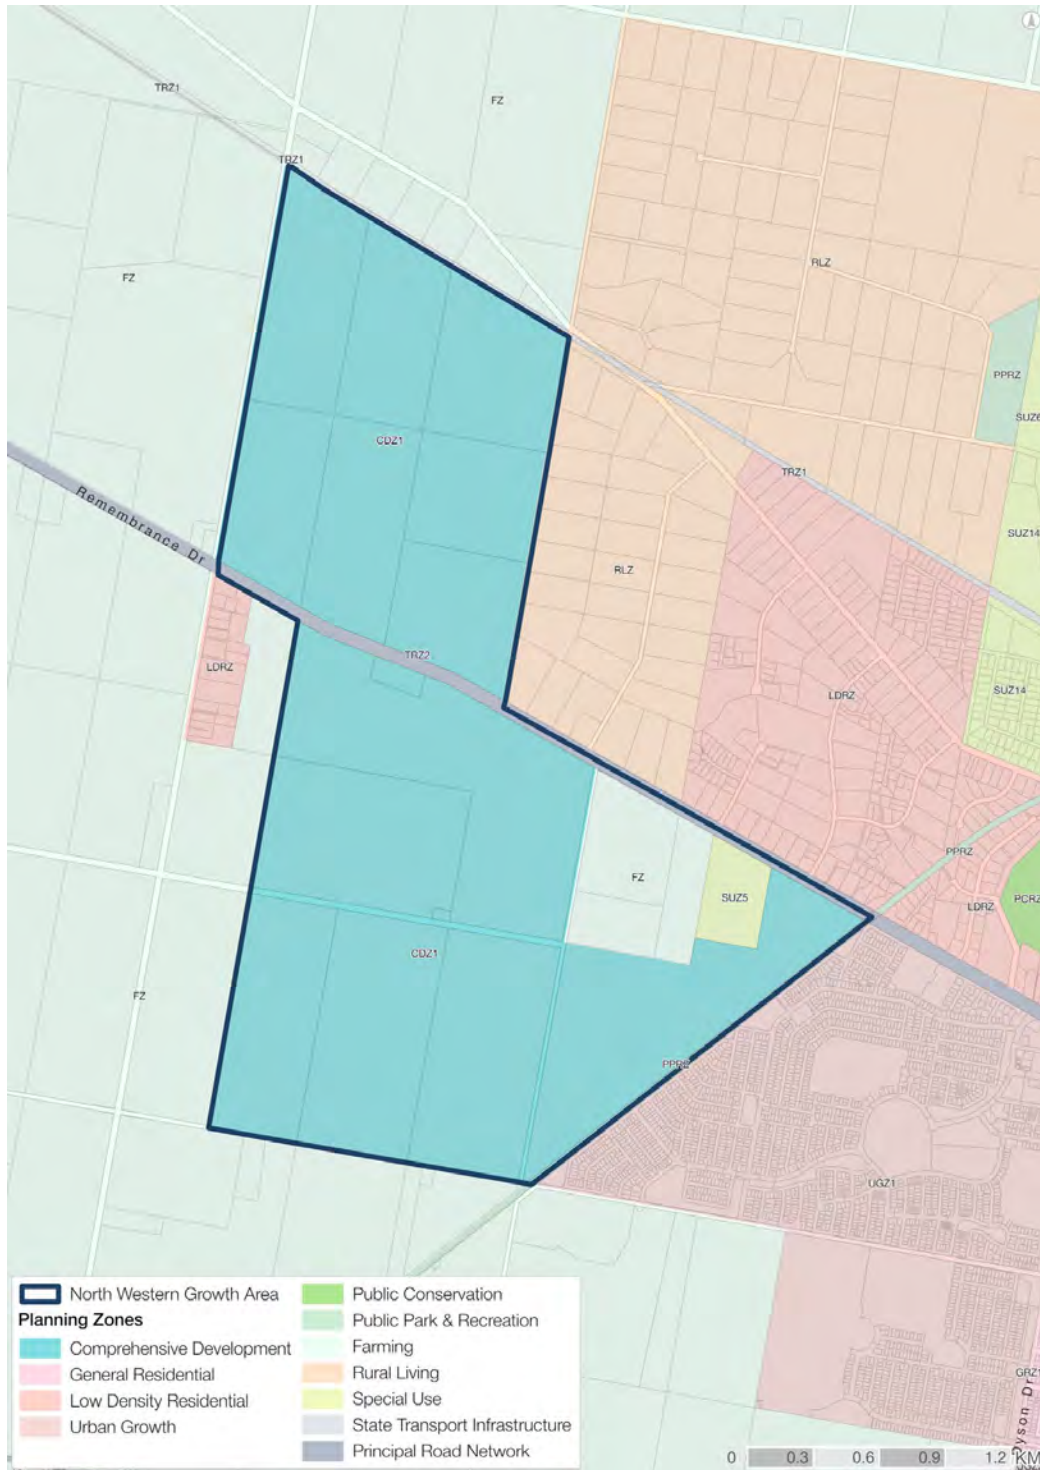 TRZ1
FZ
TRZ1
RLZ
FZ
PPRZ
SUZ6
CDZ1
TRZ1
Remembrance Dr
SUZ14
RLZ
TRZ2
LDRZ
LDRZ
SUZ14
PPRZ
FZ
SUZ5
LDRZ
PCRZ
CDZ1
FZ
PPRZ
UGZ1
GRZ1
Dyson Dr
North Western Growth Area
Planning Zones
Comprehensive Development
General Residential
Low Density Residential
Urban Growth
Public Conservation
Public Park & Recreation
Farming
Rural Living
Special Use
State Transport Infrastructure
Principal Road Network
0 0.3 0.6 0.9 1.2 KM